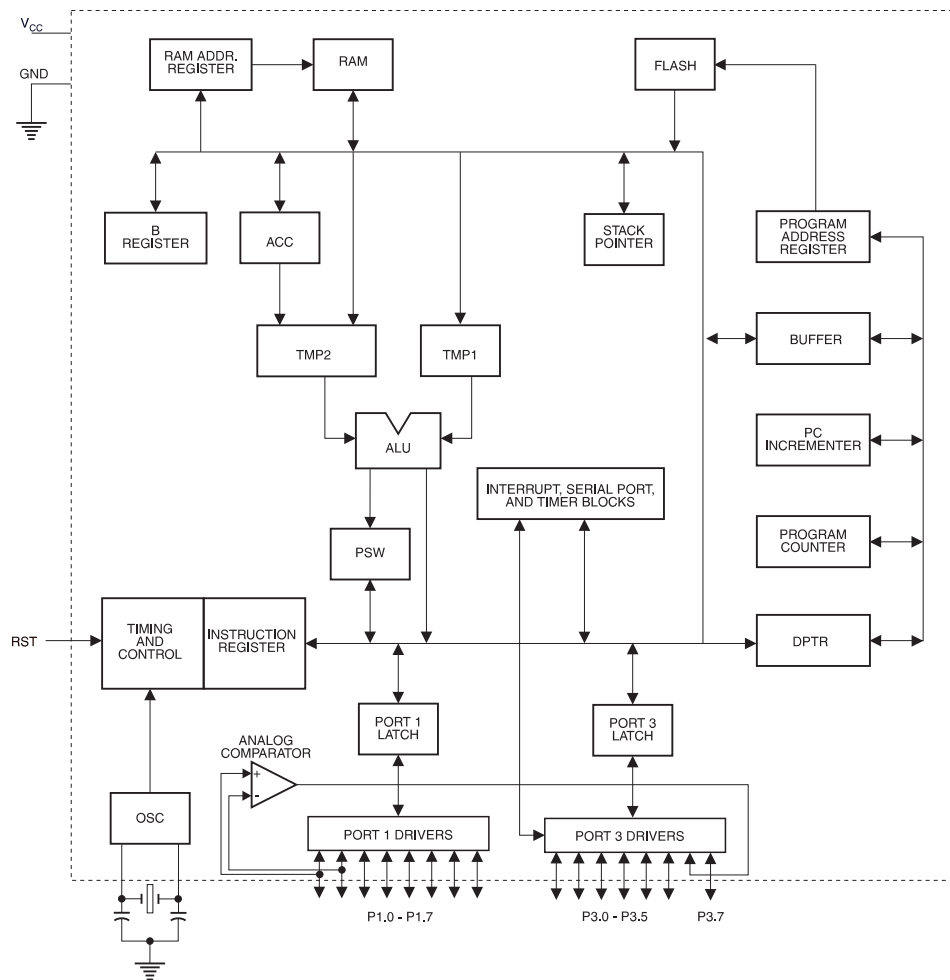 VCC
GND
RAM ADDR.
REGISTER
RAM
FLASH
B
REGISTER
ACC
STACK
POINTER
PROGRAM
ADDRESS
REGISTER
TMP2
TMP1
BUFFER
ALU
PC
INCREMENTER
INTERRUPT, SERIAL PORT,
AND TIMER BLOCKS
PSW
PROGRAM
COUNTER
RST
TIMING
AND
CONTROL
INSTRUCTION
REGISTER
DPTR
PORT 1
LATCH
PORT 3
LATCH
ANALOG
COMPARATOR
+
-
OSC
PORT 1 DRIVERS
PORT 3 DRIVERS
P1.0 - P1.7
P3.0 - P3.5
P3.7